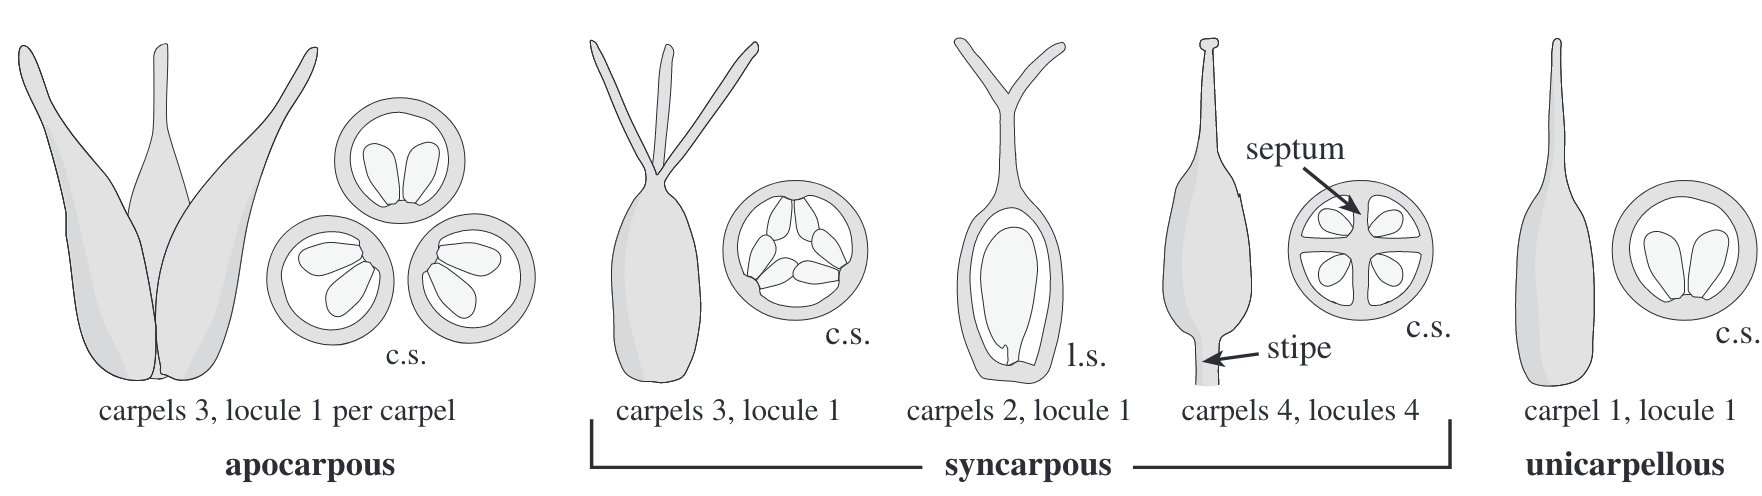 septum
stipe
c.s.
c.s.
l.s.
c.s.
c.s.
carpels 3, locule 1 per carpel
carpels 3, locule 1
carpels 2, locule 1
carpels 4, locules 4
carpel 1, locule 1
apocarpous
syncarpous
unicarpellous